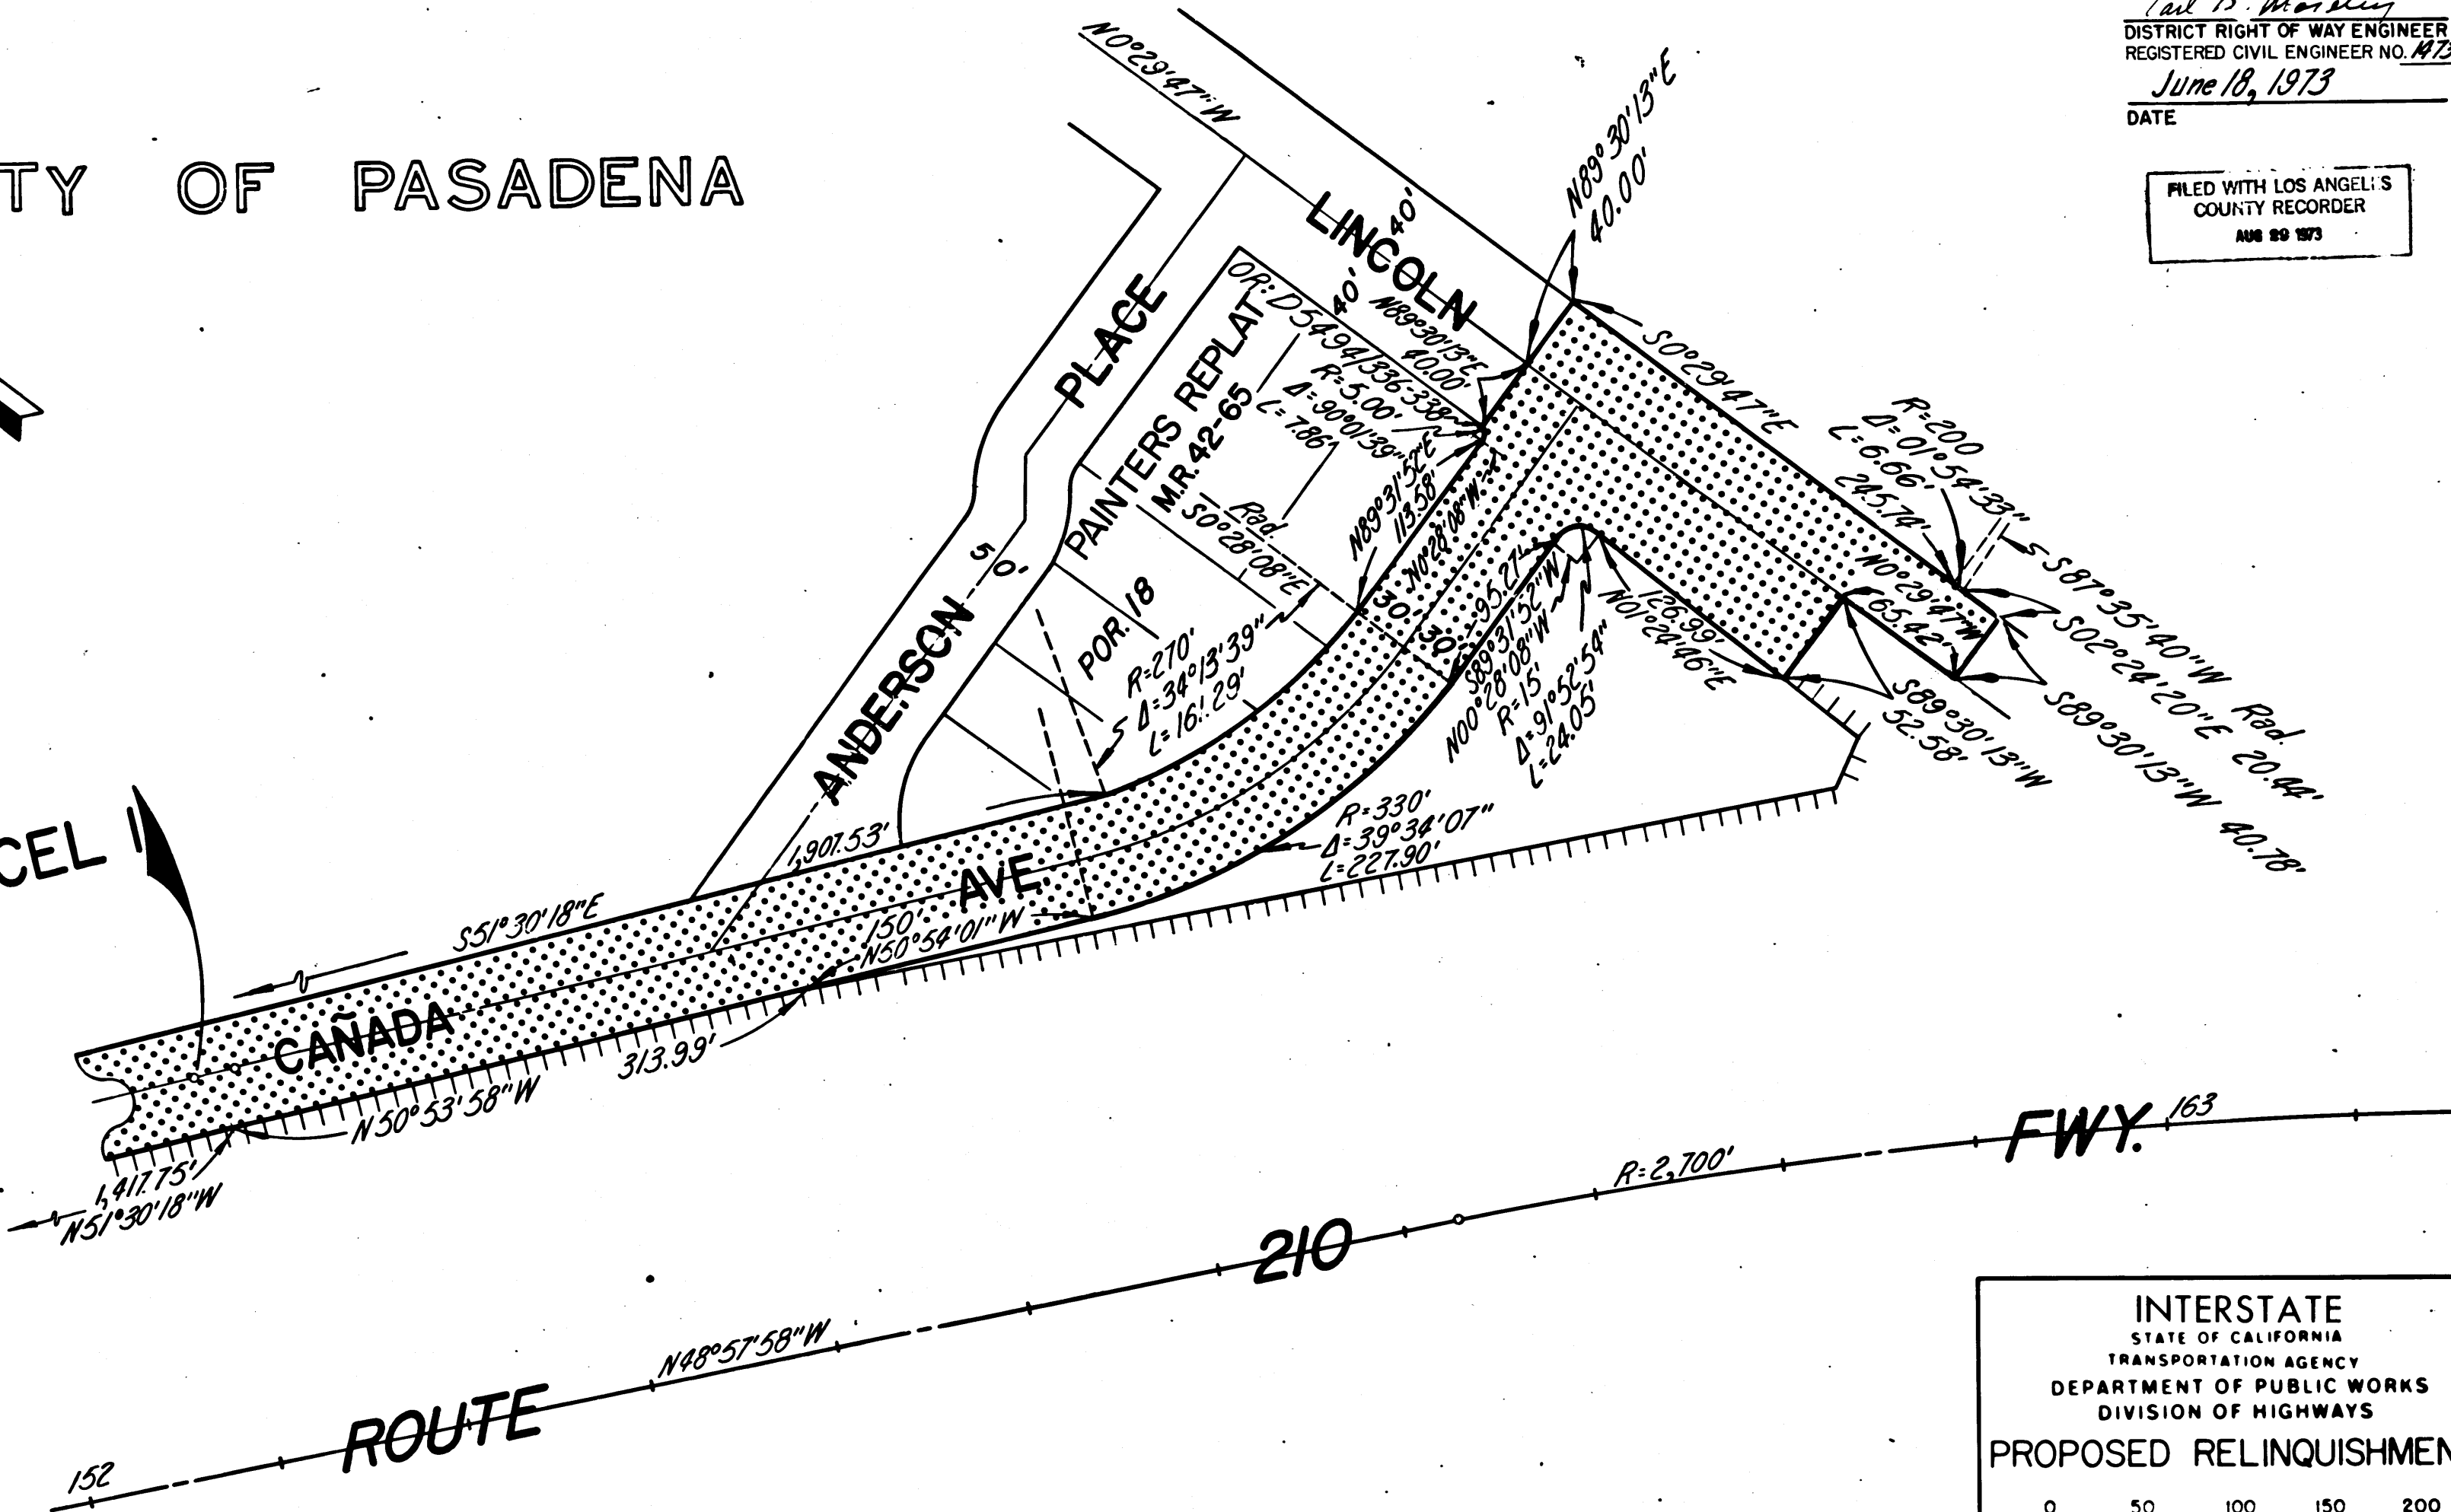 DISTRICT RIGHT OF WAY ENGINEER
REGISTERED CIVIL ENGINEER NO.
June 18, 1973
DATE
FILED WITH LOS ANGELES
COUNTY RECORDER
AUG 29 1973
TY OF PASADENA
N0°29'47"W
LINCOLN
40'
40'
N89°30'13"E
40.00'
PLACE
ANDERSON
50'
OR: D5494/336-338
PAINTERS REPLAT
M.R. 42-65
POR. 18
N89°30'13"E
40.00'
R=5.00'
Δ=90°01'39"
L=7.86'
Rad.
S0°28'08"E
N89°31'52"E
113.58'
N0°28'08"W
S0°29'47"E
R=200
Δ=01°54'33"
L=6.66'
245.74'
S87°35'40"W Rad.
S02°24'20"E 20.44'
S89°30'13"W 40.78'
N0°29'47"W
65.42'
S89°30'13"W
52.58'
126.99'
N01°24'46"E
95.27'
S89°31'52"W
N00°28'08"W
R=15'
Δ=91°52'54"
L=24.05'
30'
30'
R=270'
Δ=34°13'39"
L=161.29'
R=330'
Δ=39°34'07"
L=227.90'
1,907.53'
S51°30'18"E
CAÑADA AVE.
150'
N50°54'01"W
313.99'
N50°53'58"W
1,417.75'
N51°30'18"W
CEL 1
152
ROUTE
N48°57'58"W
210
R=2,700'
FWY.
163
INTERSTATE
STATE OF CALIFORNIA
TRANSPORTATION AGENCY
DEPARTMENT OF PUBLIC WORKS
DIVISION OF HIGHWAYS
PROPOSED RELINQUISHMEN
0 50 100 150 200